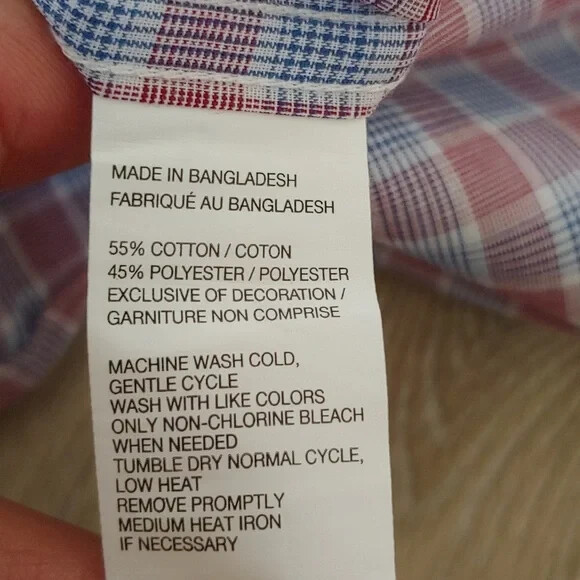 MADE IN BANGLADESH
FABRIQUÉ AU BANGLADESH
55% COTTON / COTON
45% POLYESTER / POLYESTER
EXCLUSIVE OF DECORATION /
GARNITURE NON COMPRISE
MACHINE WASH COLD,
GENTLE CYCLE
WASH WITH LIKE COLORS
ONLY NON-CHLORINE BLEACH
WHEN NEEDED
TUMBLE DRY NORMAL CYCLE,
LOW HEAT
REMOVE PROMPTLY
MEDIUM HEAT IRON
IF NECESSARY